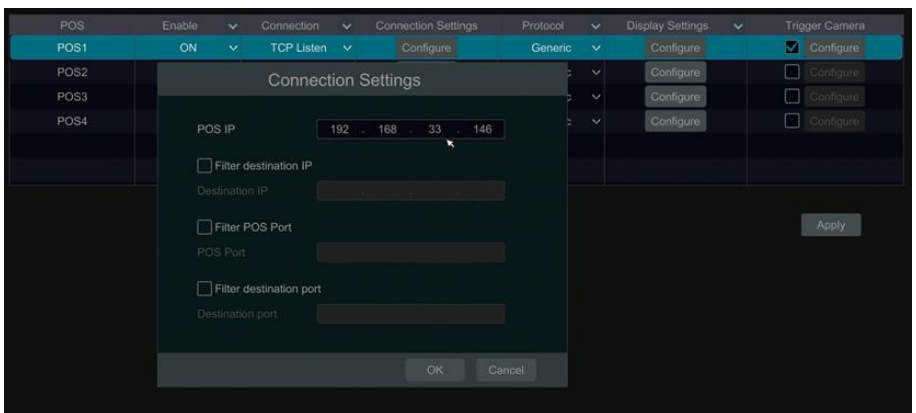 POS Enable Connection Connection Settings Protocol Display Settings Trigger Camera
POS1 ON TCP Listen Configure Generic Configure Configure
POS2 Configure Configure
POS3 Configure Configure
POS4 Configure Configure
Connection Settings
POS IP 192 . 168 . 33 . 146
Filter destination IP
Destination IP . . .
Filter POS Port
POS Port
Filter destination port
Destination port
Apply
OK Cancel